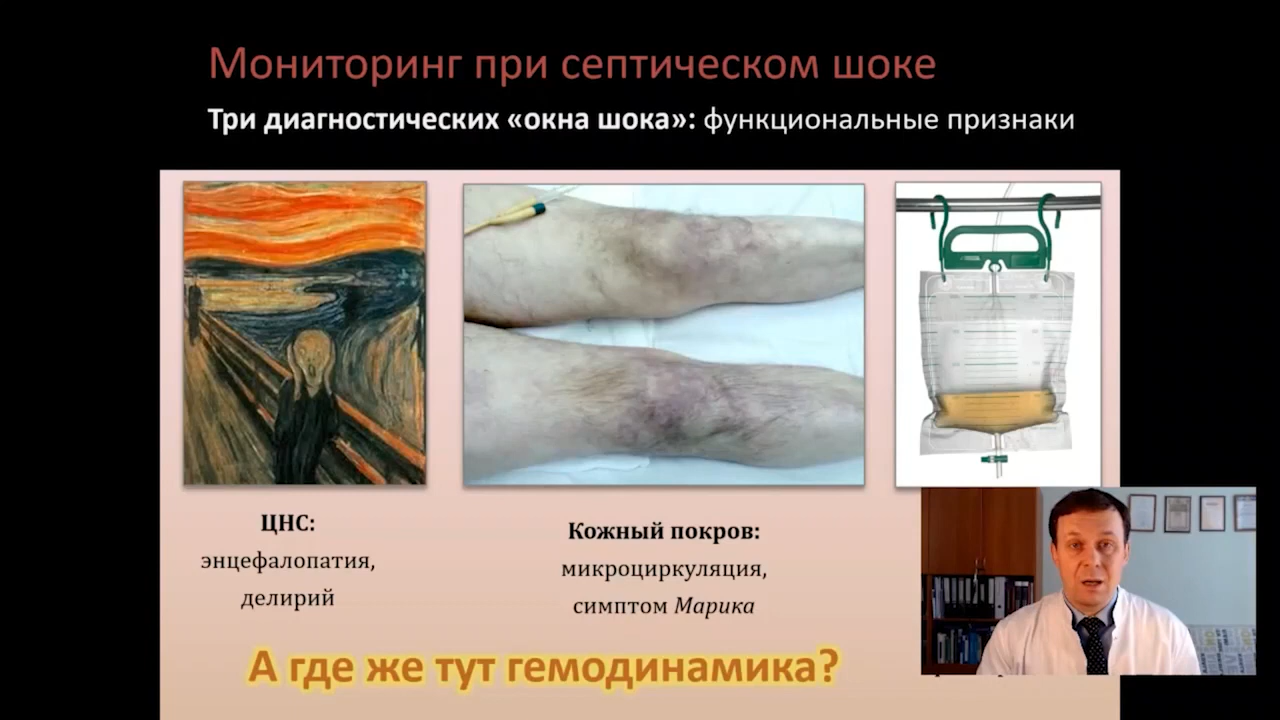 Мониторинг при септическом шоке
Три диагностических «окна шока»: функциональные признаки
ЦНС:
энцефалопатия,
делирий
Кожный покров:
микроциркуляция,
симптом Марика
А где же тут гемодинамика?